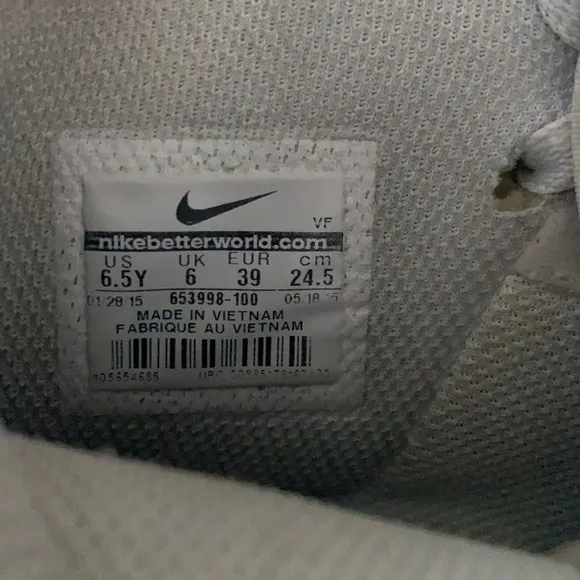 VF
nikebetterworld.com
US UK EUR cm
6.5Y 6 39 24.5
01/28/15 653998-100 05/18/15
MADE IN VIETNAM
FABRIQUE AU VIETNAM
UPC